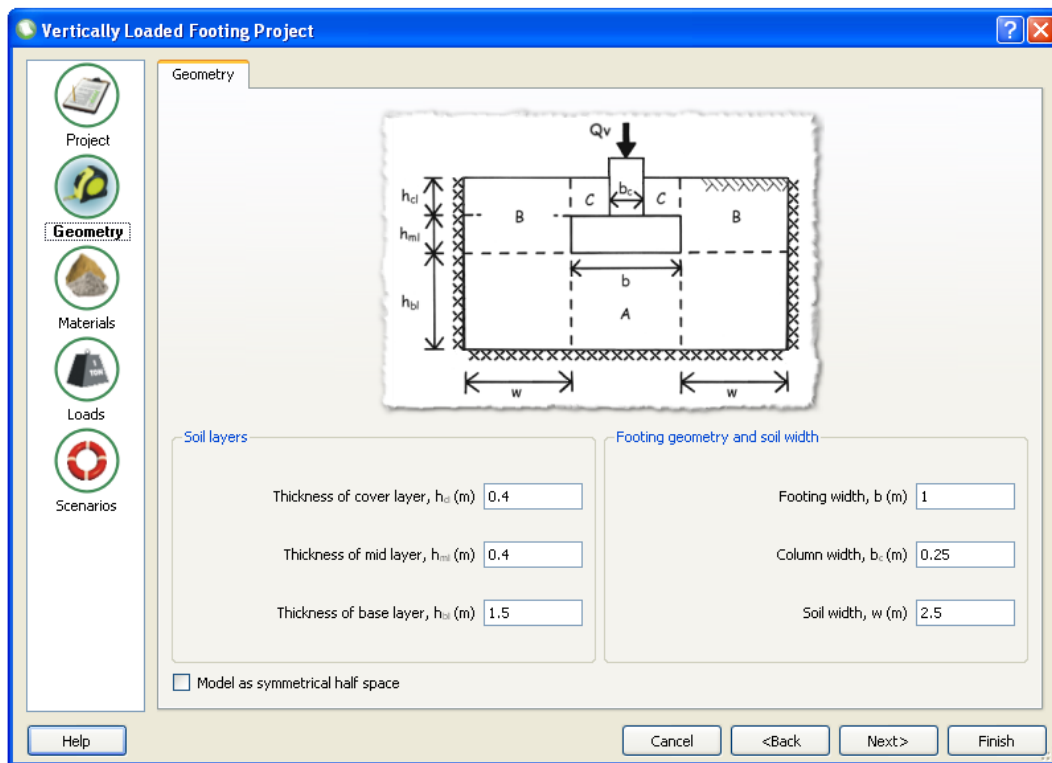 Vertically Loaded Footing Project
Project
Geometry
Materials
1 TON
Loads
Scenarios
Geometry
Qv
hcl
hml
hbl
B
C
bc
C
B
b
A
w
w
Soil layers
Thickness of cover layer, hcl (m) 0.4
Thickness of mid layer, hml (m) 0.4
Thickness of base layer, hbl (m) 1.5
Footing geometry and soil width
Footing width, b (m) 1
Column width, bc (m) 0.25
Soil width, w (m) 2.5
Model as symmetrical half space
Help
Cancel
<Back
Next>
Finish